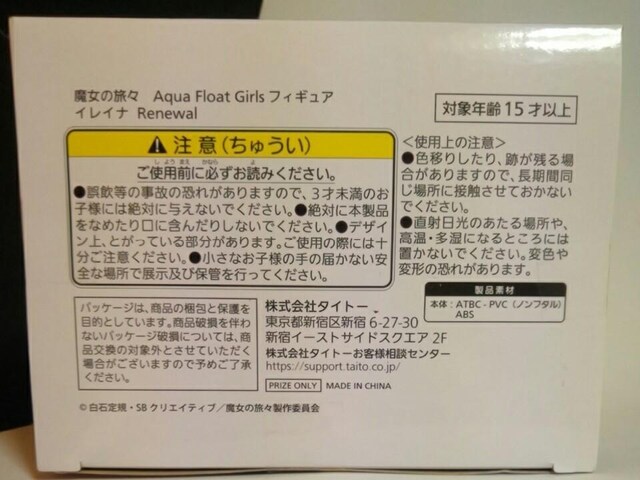 魔女の旅々 Aqua Float Girls フィギュア
イレイナ Renewal
対象年齢 15 才以上
注意(ちゅうい)
ご使用前に必ずお読みください。
しようまえ かなら よ
●誤飲等の事故の恐れがありますので、3才未満のお
子様には絶対に与えないでください。●絶対に本製品
をなめたり口に含んだりしないでください。●デザイ
ン上、とがっている部分があります。ご使用の際には十
分ご注意ください。●小さなお子様の手の届かない安
全な場所で展示及び保管を行ってください。
<使用上の注意>
●色移りしたり、跡が残る場
合がありますので、長期間同
じ場所に接触させておかない
でください。
●直射日光のあたる場所や、
高温・多湿になるところには
置かないでください。変色や
変形の恐れがあります。
製品素材
本体:ATBC-PVC(ノンフタル)
ABS
パッケージは、商品の梱包と保護を
目的としています。商品破損を伴わ
ないパッケージ破損については、商
品交換の対象外とさせていただく
場合がございますので予めご了承
ください。
株式会社タイトー
東京都新宿区新宿 6-27-30
新宿イーストサイドスクエア 2F
株式会社タイトーお客様相談センター
https://support.taito.co.jp/
PRIZE ONLY MADE IN CHINA
© 白石定規・SBクリエイティブ/魔女の旅々製作委員会